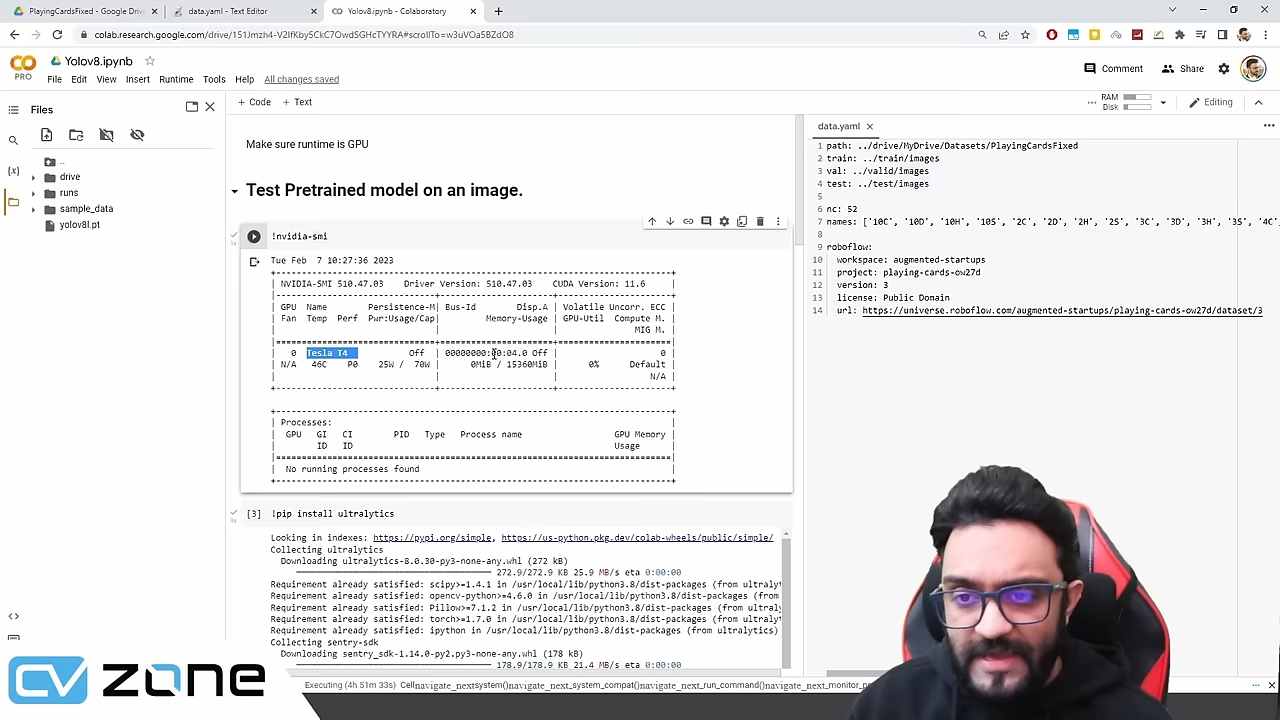 PlayingCardsFixed - Google Driv
data.yaml - Text Editor
Yolov8.ipynb - Colaboratory
colab.research.google.com/drive/151Jmzh4-V2IfKby5CkC7OwdSGHcTYYRA#scrollTo=w3uVOa5BZdO8
CO
PRO
Yolov8.ipynb
File Edit View Insert Runtime Tools Help All changes saved
Comment
Share
Files
+ Code + Text
RAM
Disk
Editing
..
drive
runs
sample_data
yolov8l.pt
Make sure runtime is GPU
Test Pretrained model on an image.
!nvidia-smi
Tue Feb 7 10:27:36 2023
NVIDIA-SMI 510.47.03 Driver Version: 510.47.03 CUDA Version: 11.6
GPU Name Persistence-M| Bus-Id Disp.A | Volatile Uncorr. ECC
Fan Temp Perf Pwr:Usage/Cap| Memory-Usage | GPU-Util Compute M.
MIG M.
0 Tesla T4 Off | 00000000:00:04.0 Off | 0
N/A 46C P0 25W / 70W | 0MiB / 15360MiB | 0% Default
N/A
Processes:
GPU GI CI PID Type Process name GPU Memory
ID ID Usage
No running processes found
[3] !pip install ultralytics
Looking in indexes: https://pypi.org/simple, https://us-python.pkg.dev/colab-wheels/public/simple/
Collecting ultralytics
Downloading ultralytics-8.0.30-py3-none-any.whl (272 kB)
272.9/272.9 KB 25.9 MB/s eta 0:00:00
Requirement already satisfied: scipy>=1.4.1 in /usr/local/lib/python3.8/dist-packages (from ultraly
Requirement already satisfied: opencv-python>=4.6.0 in /usr/local/lib/python3.8/dist-packages (from
Requirement already satisfied: Pillow>=7.1.2 in /usr/local/lib/python3.8/dist-packages (from ultraly
Requirement already satisfied: torch>=1.7.0 in /usr/local/lib/python3.8/dist-packages (from ultralyt
Requirement already satisfied: ipython in /usr/local/lib/python3.8/dist-packages (from ultralytics)
Collecting sentry-sdk
Downloading sentry_sdk-1.14.0-py2.py3-none-any.whl (178 kB)
178.9/178.9 KB 21.4 MB/s eta 0:00:00
data.yaml
1 path: ../drive/MyDrive/Datasets/PlayingCardsFixed
2 train: ../train/images
3 val: ../valid/images
4 test: ../test/images
5
6 nc: 52
7 names: ['10C', '10D', '10H', '10S', '2C', '2D', '2H', '2S', '3C', '3D', '3H', '3S', '4C
8
9 roboflow:
10 workspace: augmented-startups
11 project: playing-cards-ow27d
12 version: 3
13 license: Public Domain
14 url: https://universe.roboflow.com/augmented-startups/playing-cards-ow27d/dataset/3
Executing (4h 51m 33s) Cellnavigate_nextsystem()navigate_next_system_compat()navigate_next_run_command()navigate_next_monitor_pr
CV ZONE